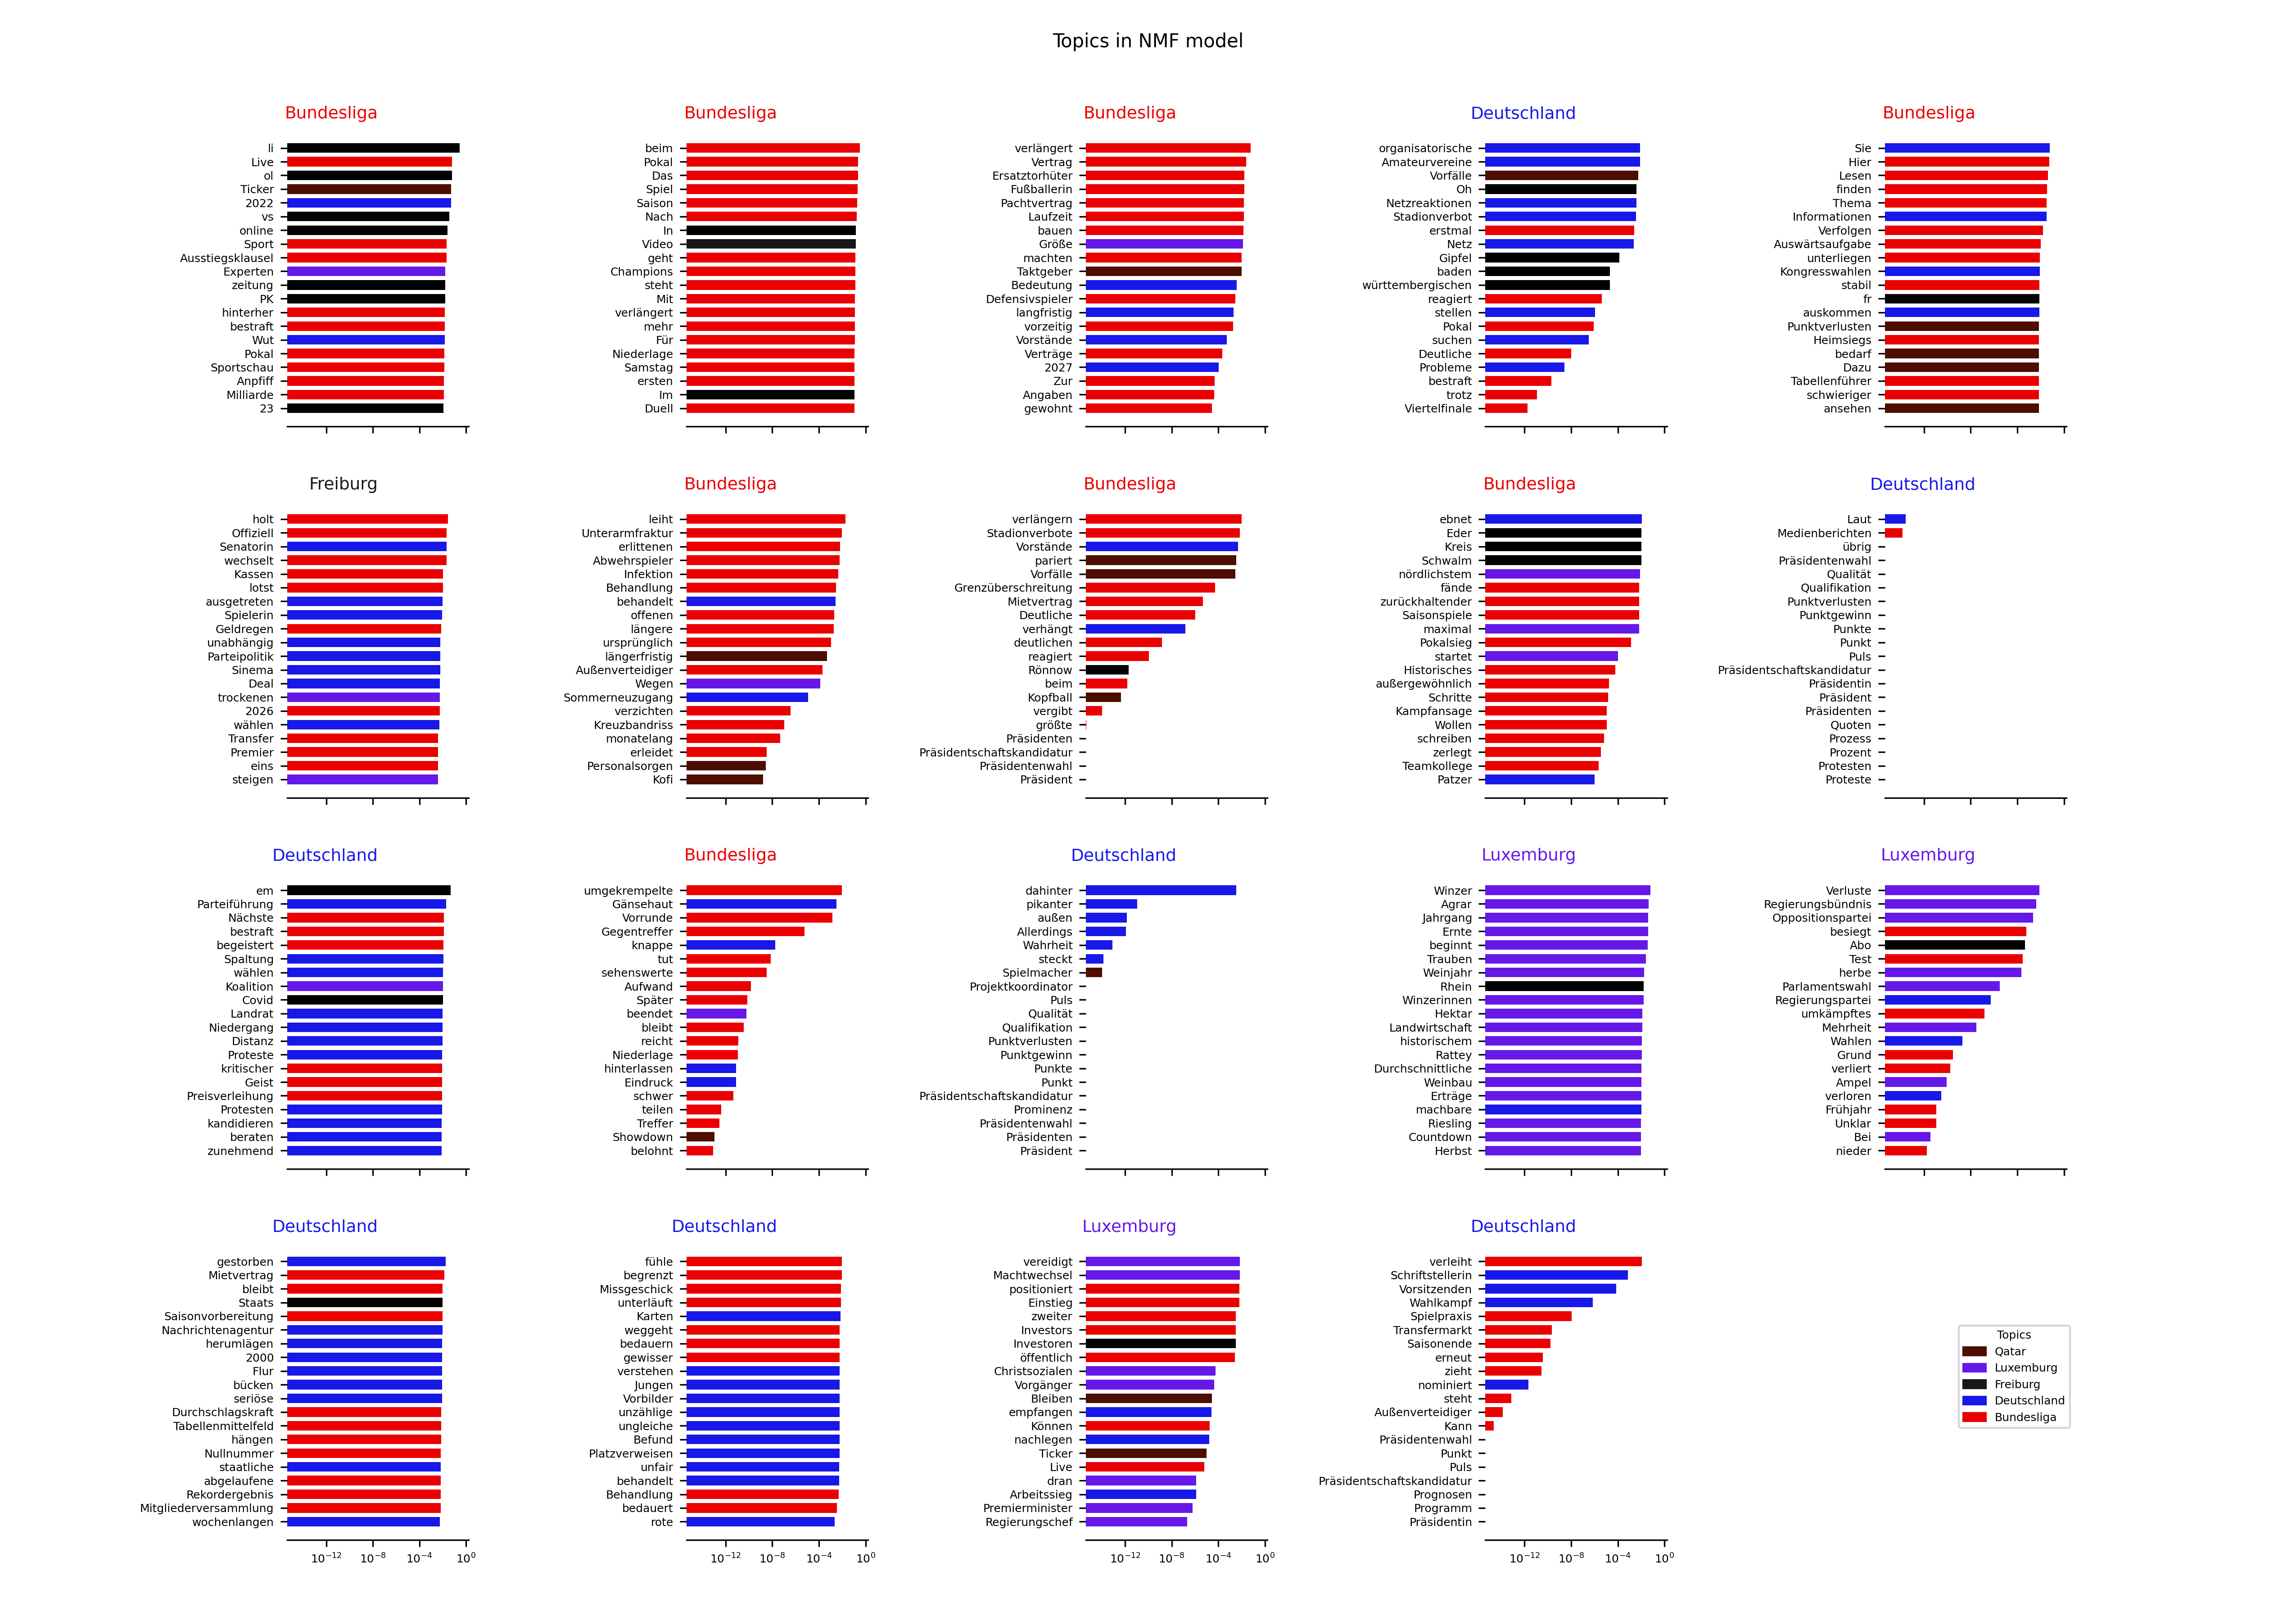 Topics in NMF model
Bundesliga
li
Live
ol
Ticker
2022
vs
online
Sport
Ausstiegsklausel
Experten
zeitung
PK
hinterher
bestraft
Wut
Pokal
Sportschau
Anpfiff
Milliarde
23
Bundesliga
beim
Pokal
Das
Spiel
Saison
Nach
In
Video
geht
Champions
steht
Mit
verlängert
mehr
Für
Niederlage
Samstag
ersten
Im
Duell
Bundesliga
verlängert
Vertrag
Ersatztorhüter
Fußballerin
Pachtvertrag
Laufzeit
bauen
Größe
machten
Taktgeber
Bedeutung
Defensivspieler
langfristig
vorzeitig
Vorstände
Verträge
2027
Zur
Angaben
gewohnt
Deutschland
organisatorische
Amateurvereine
Vorfälle
Oh
Netzreaktionen
Stadionverbot
erstmal
Netz
Gipfel
baden
württembergischen
reagiert
stellen
Pokal
suchen
Deutliche
Probleme
bestraft
trotz
Viertelfinale
Bundesliga
Sie
Hier
Lesen
finden
Thema
Informationen
Verfolgen
Auswärtsaufgabe
unterliegen
Kongresswahlen
stabil
fr
auskommen
Punktverlusten
Heimsiegs
bedarf
Dazu
Tabellenführer
schwieriger
ansehen
Freiburg
holt
Offiziell
Senatorin
wechselt
Kassen
lotst
ausgetreten
Spielerin
Geldregen
unabhängig
Parteipolitik
Sinema
Deal
trockenen
2026
wählen
Transfer
Premier
eins
steigen
Bundesliga
leiht
Unterarmfraktur
erlittenen
Abwehrspieler
Infektion
Behandlung
behandelt
offenen
längere
ursprünglich
längerfristig
Außenverteidiger
Wegen
Sommerneuzugang
verzichten
Kreuzbandriss
monatelang
erleidet
Personalsorgen
Kofi
Bundesliga
verlängern
Stadionverbote
Vorstände
pariert
Vorfälle
Grenzüberschreitung
Mietvertrag
Deutliche
verhängt
deutlichen
reagiert
Rönnow
beim
Kopfball
vergibt
größte
Präsidenten
Präsidentschaftskandidatur
Präsidentenwahl
Präsident
Bundesliga
ebnet
Eder
Kreis
Schwalm
nördlichstem
fände
zurückhaltender
Saisonspiele
maximal
Pokalsieg
startet
Historisches
außergewöhnlich
Schritte
Kampfansage
Wollen
schreiben
zerlegt
Teamkollege
Patzer
Deutschland
Laut
Medienberichten
übrig
Präsidentenwahl
Qualität
Qualifikation
Punktverlusten
Punktgewinn
Punkte
Punkt
Puls
Präsidentschaftskandidatur
Präsidentin
Präsident
Präsidenten
Quoten
Prozess
Prozent
Protesten
Proteste
Deutschland
em
Parteiführung
Nächste
bestraft
begeistert
Spaltung
wählen
Koalition
Covid
Landrat
Niedergang
Distanz
Proteste
kritischer
Geist
Preisverleihung
Protesten
kandidieren
beraten
zunehmend
Bundesliga
umgekrempelte
Gänsehaut
Vorrunde
Gegentreffer
knappe
tut
sehenswerte
Aufwand
Später
beendet
bleibt
reicht
Niederlage
hinterlassen
Eindruck
schwer
teilen
Treffer
Showdown
belohnt
Deutschland
dahinter
pikanter
außen
Allerdings
Wahrheit
steckt
Spielmacher
Projektkoordinator
Puls
Qualität
Qualifikation
Punktverlusten
Punktgewinn
Punkte
Punkt
Präsidentschaftskandidatur
Prominenz
Präsidentenwahl
Präsidenten
Präsident
Luxemburg
Winzer
Agrar
Jahrgang
Ernte
beginnt
Trauben
Weinjahr
Rhein
Winzerinnen
Hektar
Landwirtschaft
historischem
Rattey
Durchschnittliche
Weinbau
Erträge
machbare
Riesling
Countdown
Herbst
Luxemburg
Verluste
Regierungsbündnis
Oppositionspartei
besiegt
Abo
Test
herbe
Parlamentswahl
Regierungspartei
umkämpftes
Mehrheit
Wahlen
Grund
verliert
Ampel
verloren
Frühjahr
Unklar
Bei
nieder
Deutschland
gestorben
Mietvertrag
bleibt
Staats
Saisonvorbereitung
Nachrichtenagentur
herumlägen
2000
Flur
bücken
seriöse
Durchschlagskraft
Tabellenmittelfeld
hängen
Nullnummer
staatliche
abgelaufene
Rekordergebnis
Mitgliederversammlung
wochenlangen
10⁻¹² 10⁻⁸ 10⁻⁴ 10⁰
Deutschland
fühle
begrenzt
Missgeschick
unterläuft
Karten
weggeht
bedauern
gewisser
verstehen
Jungen
Vorbilder
unzählige
ungleiche
Befund
Platzverweisen
unfair
behandelt
Behandlung
bedauert
rote
10⁻¹² 10⁻⁸ 10⁻⁴ 10⁰
Luxemburg
vereidigt
Machtwechsel
positioniert
Einstieg
zweiter
Investors
Investoren
öffentlich
Christsozialen
Vorgänger
Bleiben
empfangen
Können
nachlegen
Ticker
Live
dran
Arbeitssieg
Premierminister
Regierungschef
10⁻¹² 10⁻⁸ 10⁻⁴ 10⁰
Deutschland
verleiht
Schriftstellerin
Vorsitzenden
Wahlkampf
Spielpraxis
Transfermarkt
Saisonende
erneut
zieht
nominiert
steht
Außenverteidiger
Kann
Präsidentenwahl
Punkt
Puls
Präsidentschaftskandidatur
Prognosen
Programm
Präsidentin
10⁻¹² 10⁻⁸ 10⁻⁴ 10⁰
Topics
Qatar
Luxemburg
Freiburg
Deutschland
Bundesliga